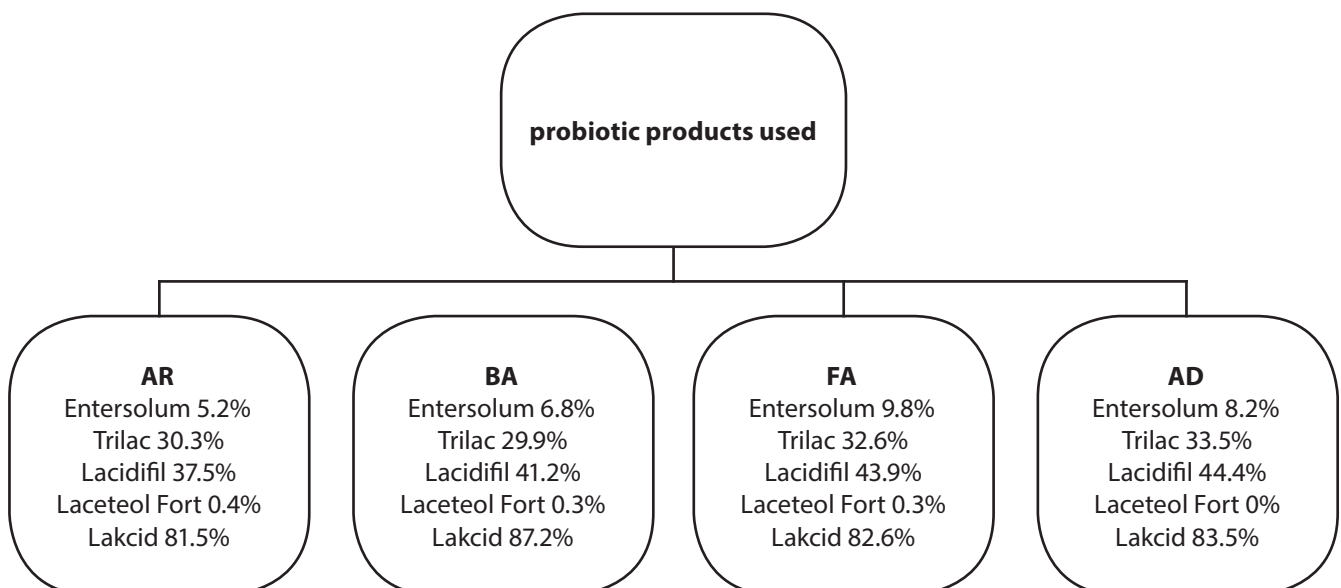 probiotic products used
AR
Entersolum 5.2%
Trilac 30.3%
Lacidifil 37.5%
Laceteol Fort 0.4%
Lakcid 81.5%
BA
Entersolum 6.8%
Trilac 29.9%
Lacidifil 41.2%
Laceteol Fort 0.3%
Lakcid 87.2%
FA
Entersolum 9.8%
Trilac 32.6%
Lacidifil 43.9%
Laceteol Fort 0.3%
Lakcid 82.6%
AD
Entersolum 8.2%
Trilac 33.5%
Lacidifil 44.4%
Laceteol Fort 0%
Lakcid 83.5%